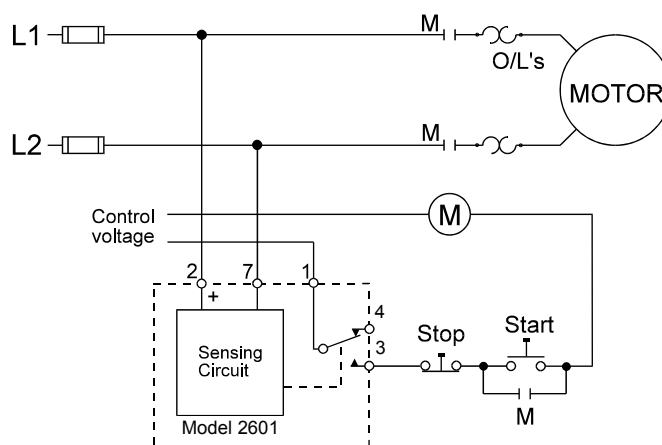 L1
M
O/L's
MOTOR
L2
M
Control
voltage
M
2
7
1
+
4
3
Sensing
Circuit
Stop
Start
M
Model 2601